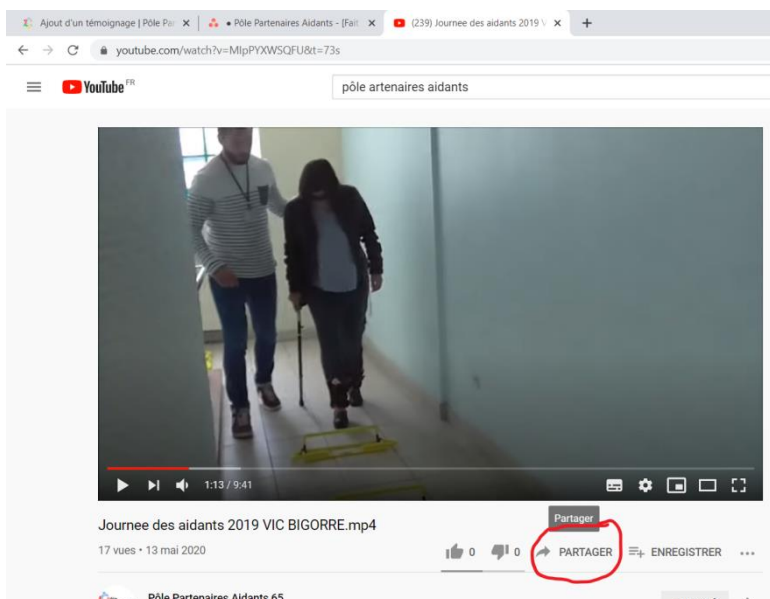 Ajout d'un témoignage | Pôle Par
• Pôle Partenaires Aidants - [Fait
(239) Journee des aidants 2019 V
youtube.com/watch?v=MIpPYXWSQFU&t=73s
YouTube FR
pôle artenaires aidants
1:13 / 9:41
Partager
Journee des aidants 2019 VIC BIGORRE.mp4
17 vues • 13 mai 2020
0
0
PARTAGER
ENREGISTRER
Pôle Partenaires Aidants 65